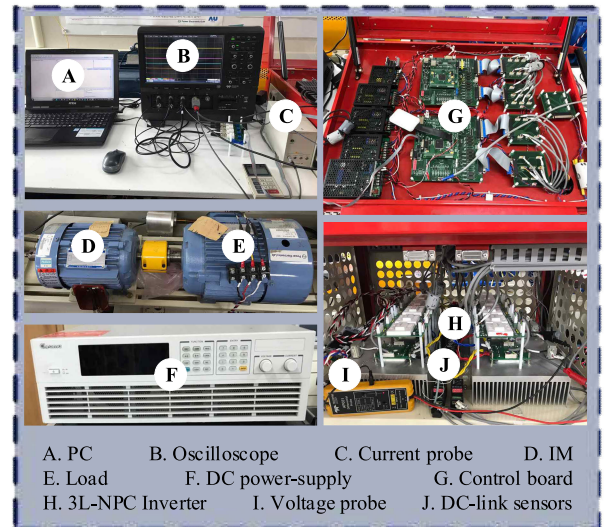 A
B
C
G
D
E
F
H
I
J
A. PC B. Oscilloscope C. Current probe D. IM
E. Load F. DC power-supply G. Control board
H. 3L-NPC Inverter I. Voltage probe J. DC-link sensors